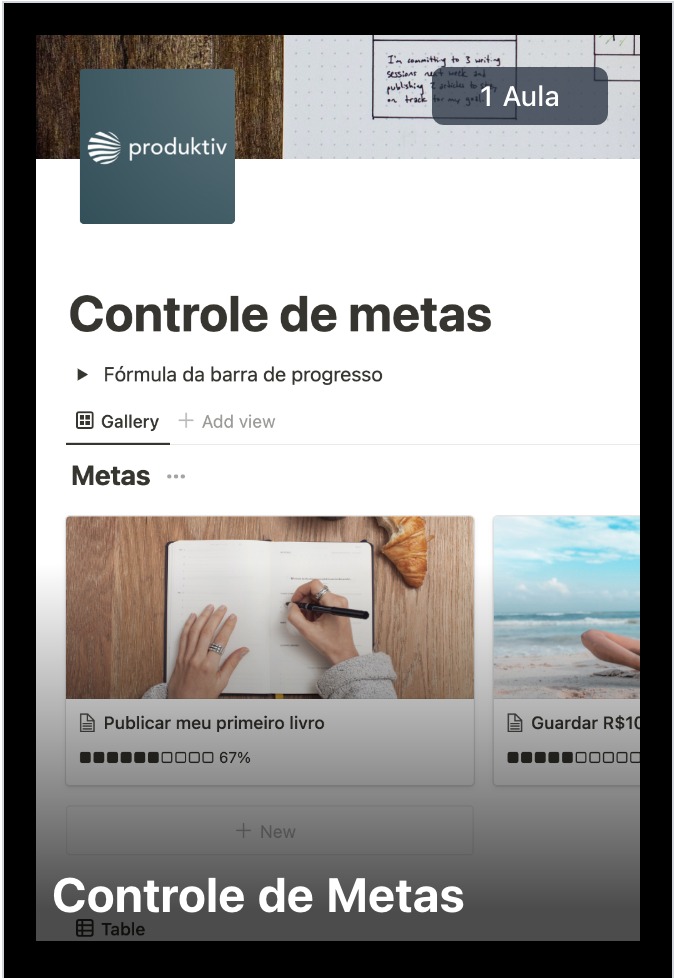 I'm committing to 3 writing
sessions next week and
publishing 2 articles to stay
on track for my goal.
1 Aula
produktiv
Controle de metas
Fórmula da barra de progresso
Gallery
+ Add view
Metas
Publicar meu primeiro livro
67%
Guardar R$10
+ New
Controle de Metas
Table